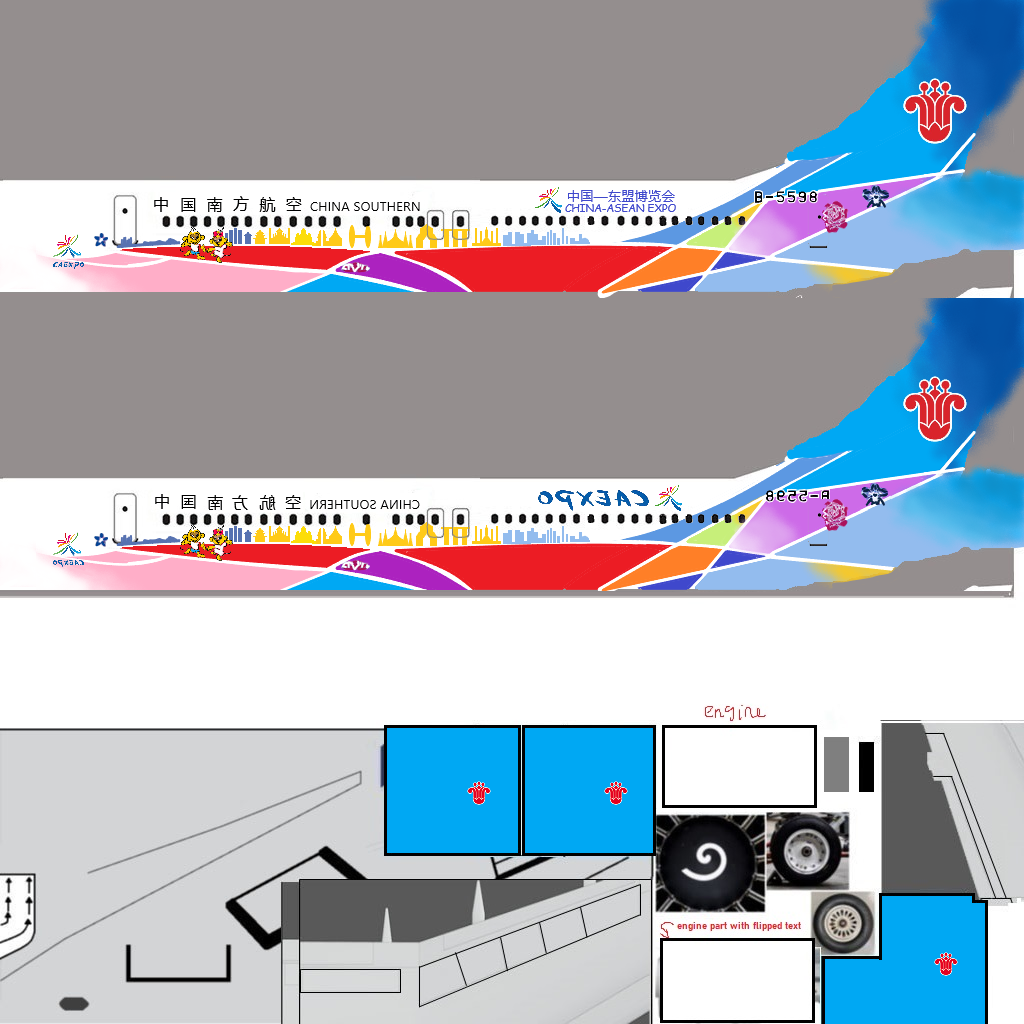 中国南方航空 CHINA SOUTHERN
中国—东盟博览会
CHINA-ASEAN EXPO
B-5598
CAEXPO
中国南方航空 CHINA SOUTHERN
CAEXPO
B-5598
CAEXPO
engine
engine part with flipped text